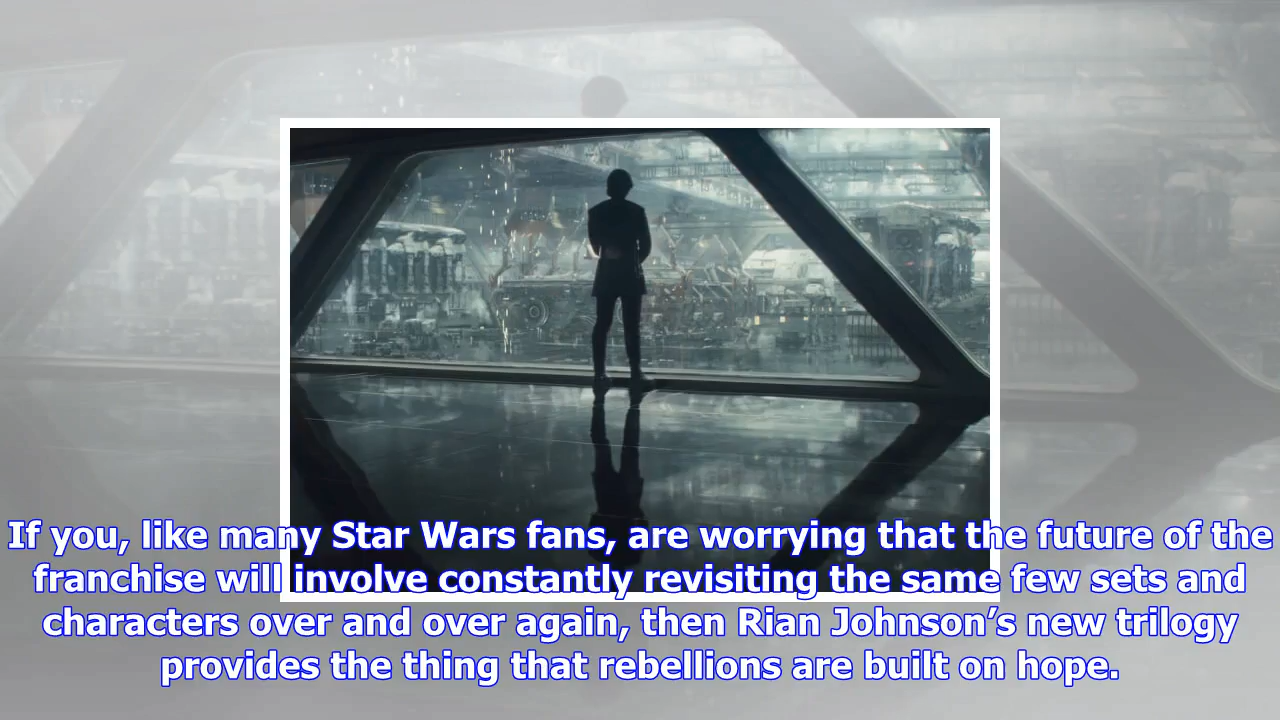 If you, like many Star Wars fans, are worrying that the future of the
franchise will involve constantly revisiting the same few sets and
characters over and over again, then Rian Johnson’s new trilogy
provides the thing that rebellions are built on hope.